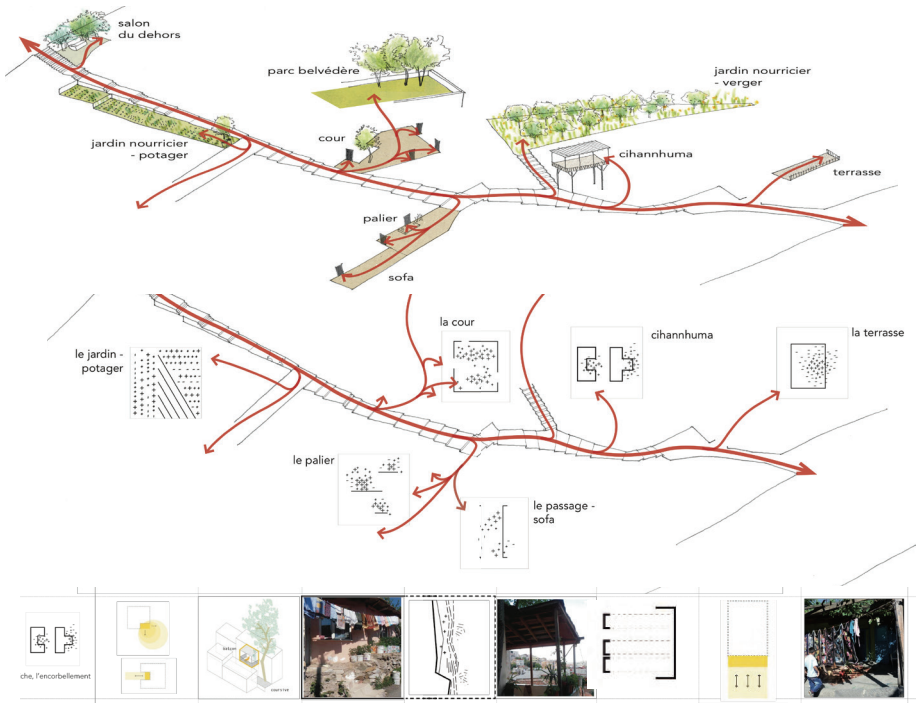 salon
du dehors
parc belvédère
jardin nourricier
- verger
jardin nourricier
- potager
cour
cihannhuma
terrasse
palier
sofa
la cour
cihannhuma
la terrasse
le jardin -
potager
le palier
le passage -
sofa
che, l'encorbellement